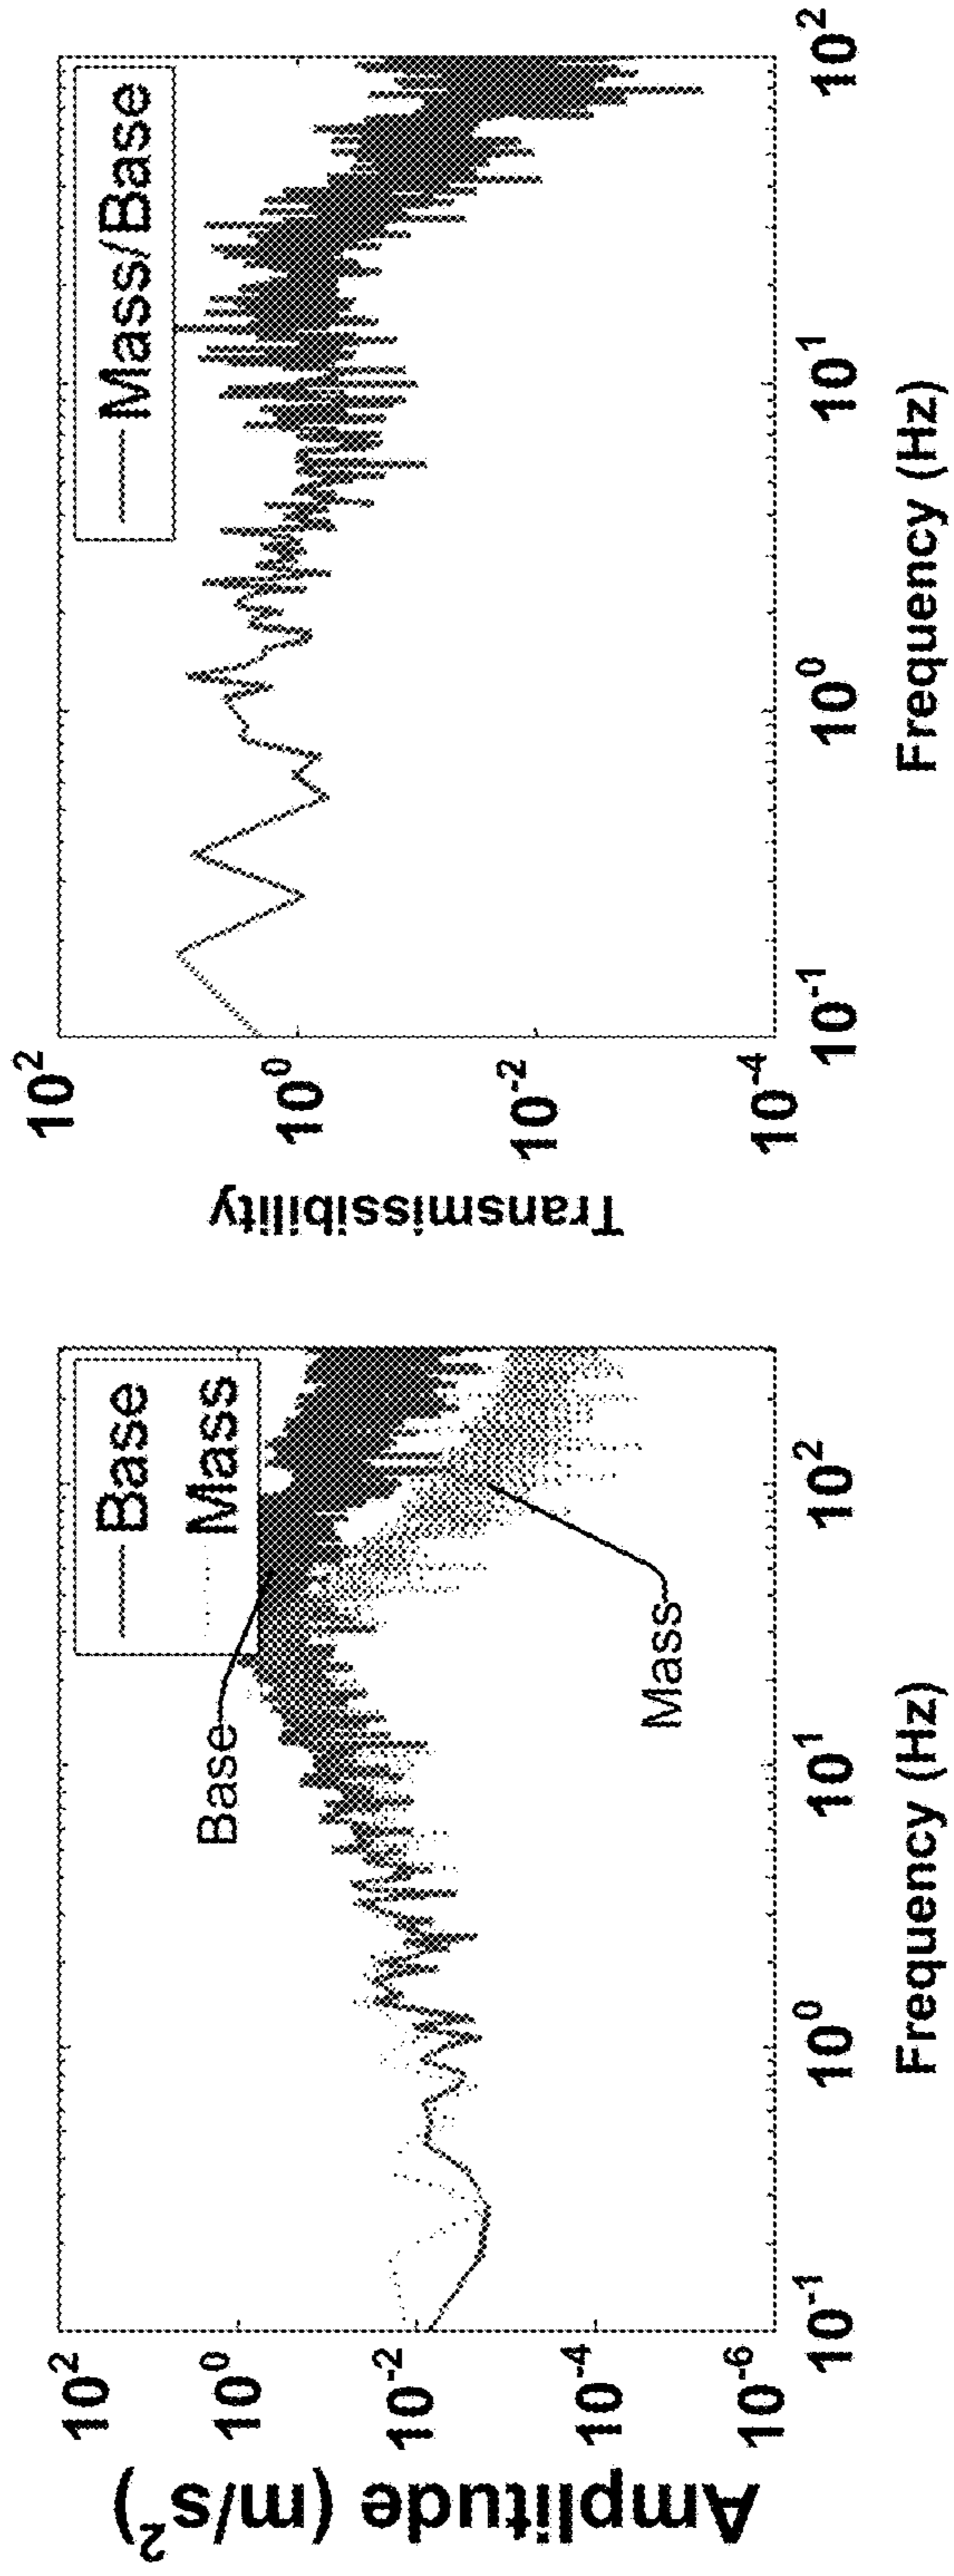 Amplitude (m/s²)
10²
10⁰
10⁻²
10⁻⁴
10⁻⁶
Base
Mass
Base
Mass
10⁻¹
10⁰
10¹
10²
Frequency (Hz)
Transmissibility
10²
10⁰
10⁻²
10⁻⁴
Mass/Base
10⁻¹
10⁰
10¹
10²
Frequency (Hz)